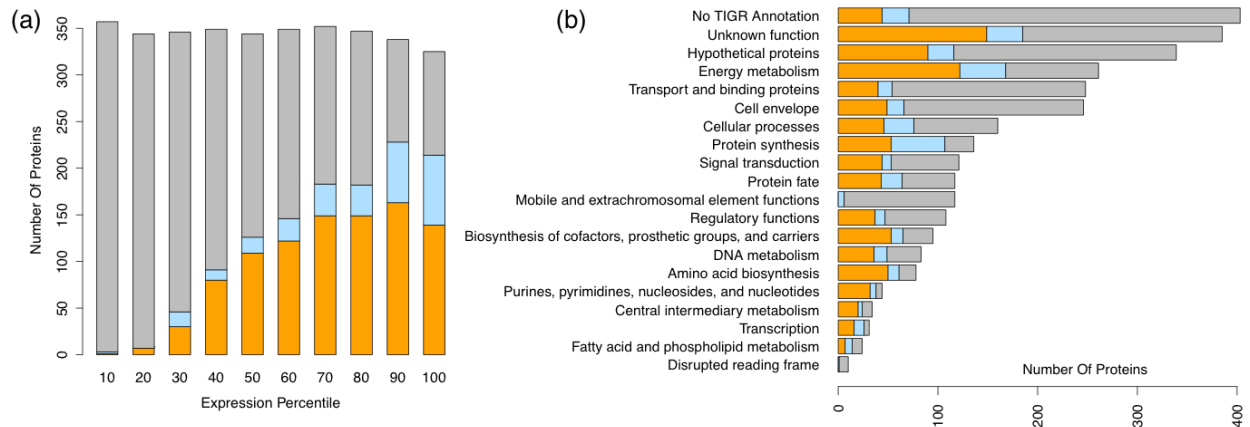 (a)
Number Of Proteins
350
300
250
200
150
100
50
0
10 20 30 40 50 60 70 80 90 100
Expression Percentile
(b)
No TIGR Annotation
Unknown function
Hypothetical proteins
Energy metabolism
Transport and binding proteins
Cell envelope
Cellular processes
Protein synthesis
Signal transduction
Protein fate
Mobile and extrachromosomal element functions
Regulatory functions
Biosynthesis of cofactors, prosthetic groups, and carriers
DNA metabolism
Amino acid biosynthesis
Purines, pyrimidines, nucleosides, and nucleotides
Central intermediary metabolism
Transcription
Fatty acid and phospholipid metabolism
Disrupted reading frame
Number Of Proteins
0 100 200 300 400